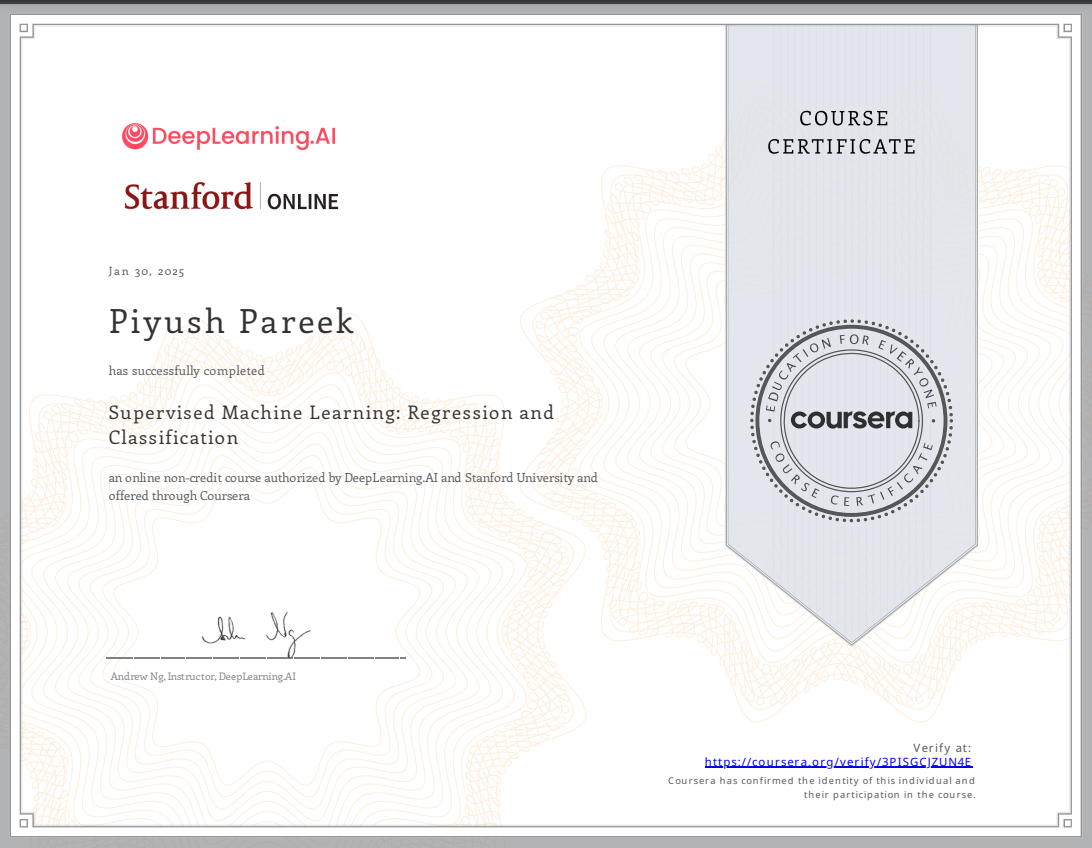 DeepLearning.AI
Stanford ONLINE
Jan 30, 2025
Piyush Pareek
has successfully completed
Supervised Machine Learning: Regression and
Classification
an online non-credit course authorized by DeepLearning.AI and Stanford University and
offered through Coursera
Andrew Ng, Instructor, DeepLearning.AI
COURSE
CERTIFICATE
EDUCATION FOR EVERYONE
coursera
COURSE CERTIFICATE
Verify at:
https://coursera.org/verify/3PISGCJZUN4E
Coursera has confirmed the identity of this individual and
their participation in the course.